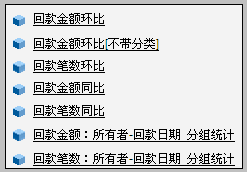 回款金额环比
回款金额环比[不带分类]
回款笔数环比
回款金额同比
回款笔数同比
回款金额：所有者-回款日期 分组统计
回款笔数：所有者-回款日期 分组统计